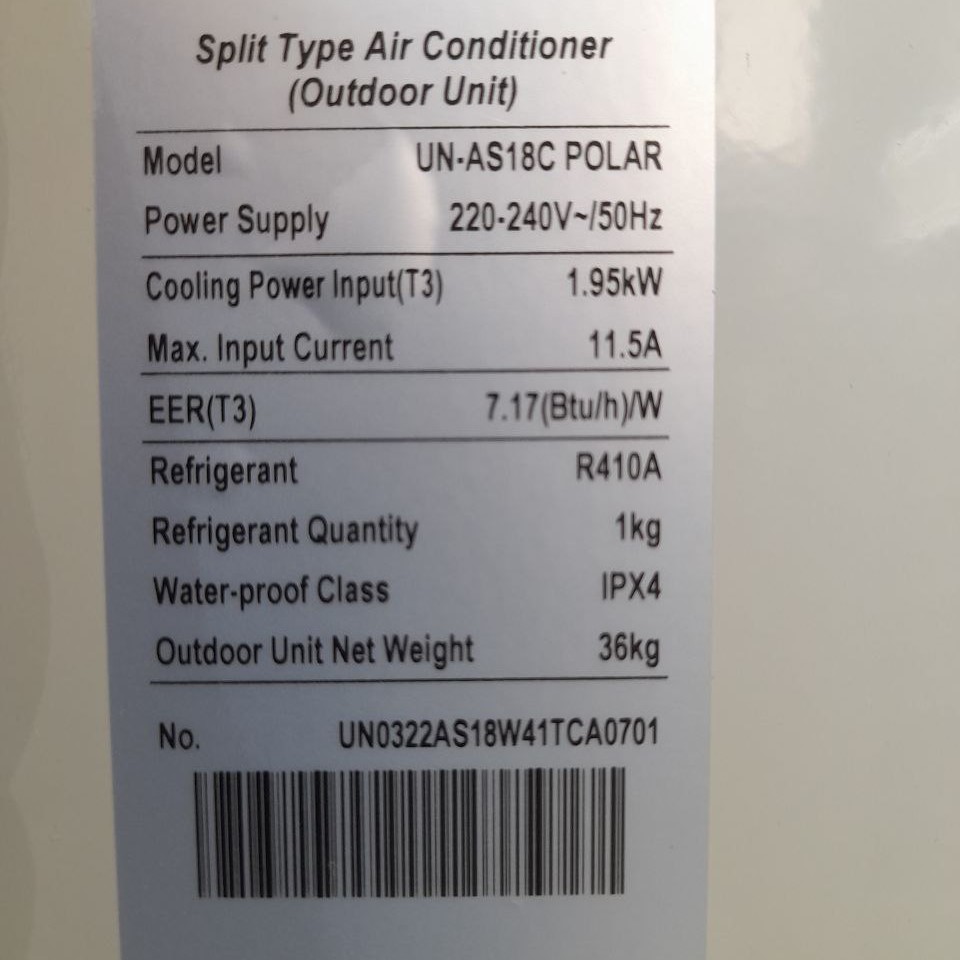 Split Type Air Conditioner
(Outdoor Unit)
Model UN-AS18C POLAR
Power Supply 220-240V~/50Hz
Cooling Power Input(T3) 1.95kW
Max. Input Current 11.5A
EER(T3) 7.17(Btu/h)/W
Refrigerant R410A
Refrigerant Quantity 1kg
Water-proof Class IPX4
Outdoor Unit Net Weight 36kg
No. UN0322AS18W41TCA0701